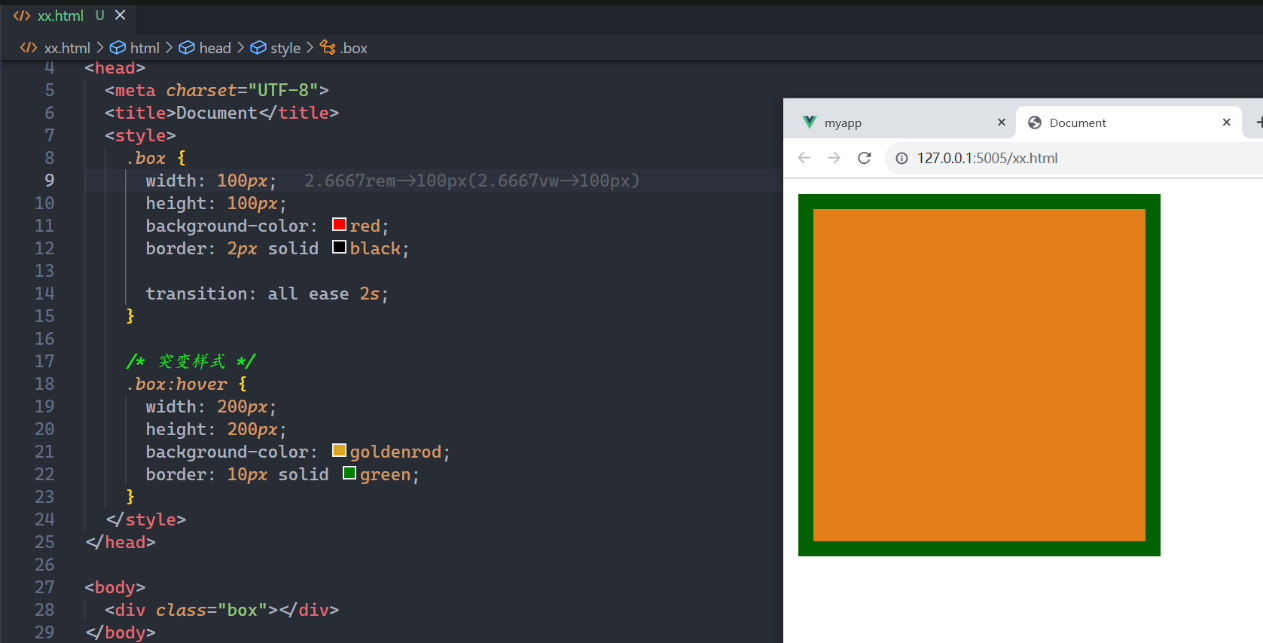 xx.html U
xx.html > html > head > style > .box
4 <head>
5 <meta charset="UTF-8">
6 <title>Document</title>
7 <style>
8 .box {
9 width: 100px; 2.6667rem->100px(2.6667vw->100px)
10 height: 100px;
11 background-color: red;
12 border: 2px solid black;
13
14 transition: all ease 2s;
15 }
16
17 /* 突变样式 */
18 .box:hover {
19 width: 200px;
20 height: 200px;
21 background-color: goldenrod;
22 border: 10px solid green;
23 }
24 </style>
25 </head>
26
27 <body>
28 <div class="box"></div>
29 </body>
myapp
Document
127.0.0.1:5005/xx.html